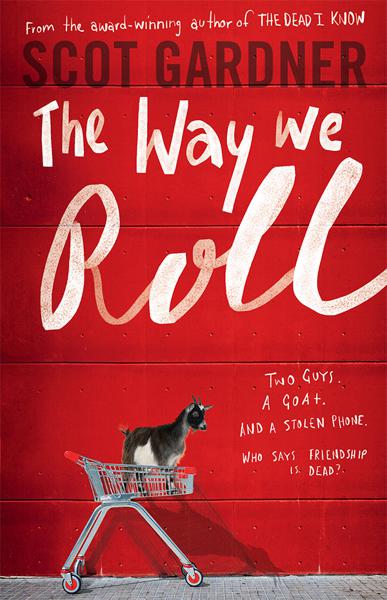 From the award-winning author of THE DEAD I KNOW
SCOT GARDNER
The Way we
Roll
TWO GUYS.
A GOAT.
AND A STOLEN PHONE.
WHO SAYS FRIENDSHIP
IS DEAD?